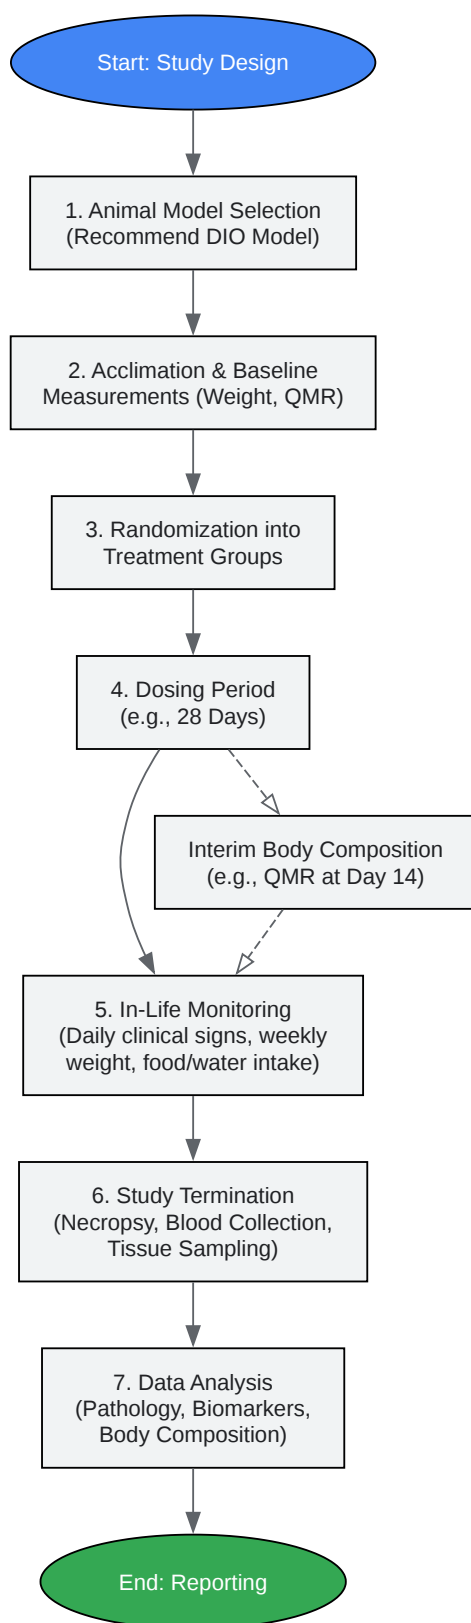 Start: Study Design
1. Animal Model Selection
(Recommend DIO Model)
2. Acclimation & Baseline
Measurements (Weight, QMR)
3. Randomization into
Treatment Groups
4. Dosing Period
(e.g., 28 Days)
Interim Body Composition
(e.g., QMR at Day 14)
5. In-Life Monitoring
(Daily clinical signs, weekly
weight, food/water intake)
6. Study Termination
(Necropsy, Blood Collection,
Tissue Sampling)
7. Data Analysis
(Pathology, Biomarkers,
Body Composition)
End: Reporting